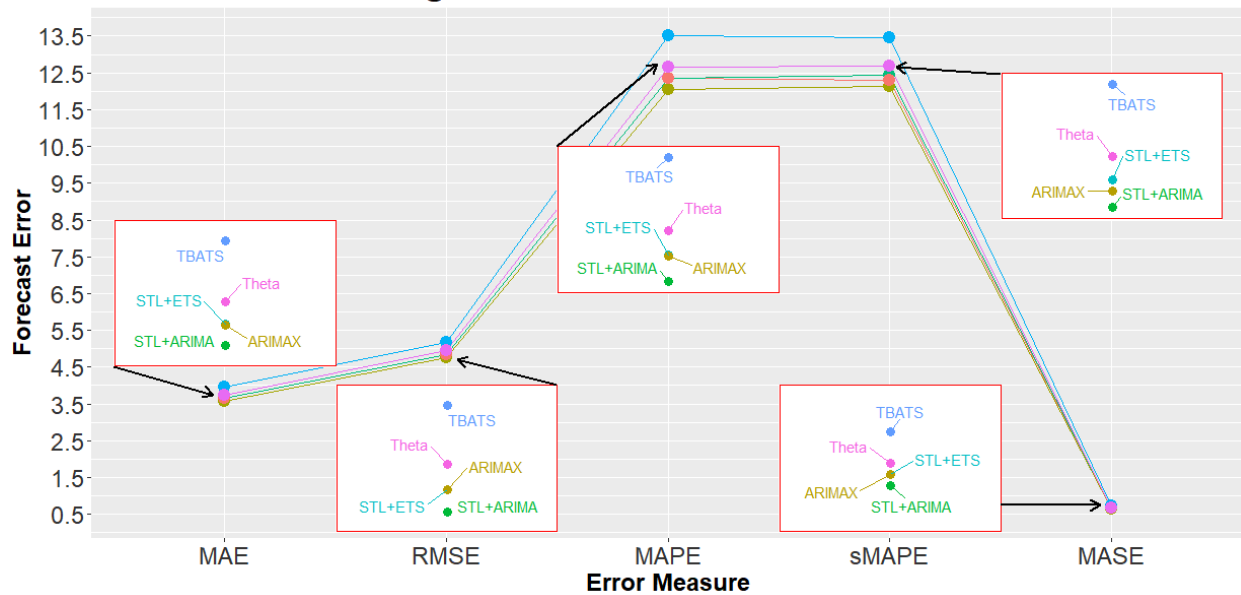 13.5
12.5
11.5
10.5
9.5
8.5
7.5
6.5
5.5
4.5
3.5
2.5
1.5
0.5
Forecast Error
TBATS
Theta
STL+ETS
STL+ARIMA
ARIMAX
TBATS
Theta
ARIMAX
STL+ETS
STL+ARIMA
TBATS
Theta
STL+ETS
STL+ARIMA
ARIMAX
TBATS
Theta
STL+ETS
ARIMAX
STL+ARIMA
TBATS
Theta
STL+ETS
ARIMAX
STL+ARIMA
MAE
RMSE
MAPE
sMAPE
MASE
Error Measure